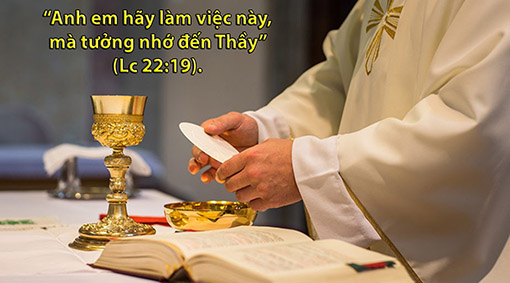 “Anh em hãy làm việc này,
mà tưởng nhớ đến Thầy”
(Lc 22:19).